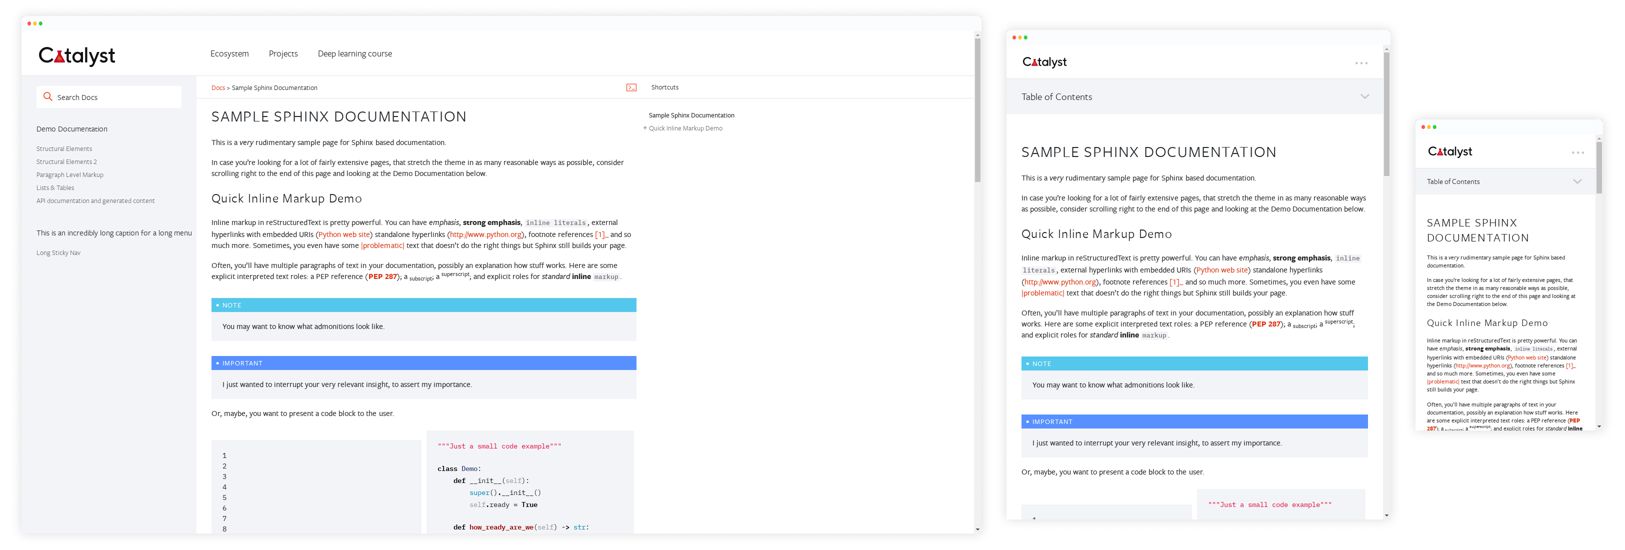 Catalyst
Ecosystem Projects Deep learning course
Search Docs
Demo Documentation
Structural Elements
Structural Elements 2
Paragraph Level Markup
Lists & Tables
API documentation and generated content
This is an incredibly long caption for a long menu
Long Sticky Nav
Docs > Sample Sphinx Documentation
SAMPLE SPHINX DOCUMENTATION
This is a very rudimentary sample page for Sphinx based documentation.
In case you're looking for a lot of fairly extensive pages, that stretch the theme in as many reasonable ways as possible, consider
scrolling right to the end of this page and looking at the Demo Documentation below.
Quick Inline Markup Demo
Inline markup in reStructuredText is pretty powerful. You can have emphasis, strong emphasis, inline literals, external
hyperlinks with embedded URIs (Python web site) standalone hyperlinks (http://www.python.org), footnote references [1]_, and so
much more. Sometimes, you even have some |problematic| text that doesn't do the right things but Sphinx still builds your page.
Often, you'll have multiple paragraphs of text in your documentation, possibly an explanation how stuff works. Here are some
explicit interpreted text roles: a PEP reference (PEP 287); a subscript; a superscript, and explicit roles for standard inline markup.
NOTE
You may want to know what admonitions look like.
IMPORTANT
I just wanted to interrupt your very relevant insight, to assert my importance.
Or, maybe, you want to present a code block to the user.
1
2
3
4
5
6
7
8
"""Just a small code example"""
class Demo:
def __init__(self):
super().__init__()
self.ready = True
def how_ready_are_we(self) -> str:
Shortcuts
Sample Sphinx Documentation
+ Quick Inline Markup Demo
Catalyst
Table of Contents
SAMPLE SPHINX DOCUMENTATION
This is a very rudimentary sample page for Sphinx based documentation.
In case you're looking for a lot of fairly extensive pages, that stretch the theme in as many reasonable ways
as possible, consider scrolling right to the end of this page and looking at the Demo Documentation below.
Quick Inline Markup Demo
Inline markup in reStructuredText is pretty powerful. You can have emphasis, strong emphasis, inline
literals, external hyperlinks with embedded URIs (Python web site) standalone hyperlinks
(http://www.python.org), footnote references [1]_, and so much more. Sometimes, you even have some
|problematic| text that doesn't do the right things but Sphinx still builds your page.
Often, you'll have multiple paragraphs of text in your documentation, possibly an explanation how stuff
works. Here are some explicit interpreted text roles: a PEP reference (PEP 287); a subscript; a superscript,
and explicit roles for standard inline markup.
NOTE
You may want to know what admonitions look like.
IMPORTANT
I just wanted to interrupt your very relevant insight, to assert my importance.
Or, maybe, you want to present a code block to the user.
"""Just a small code example"""
Catalyst
Table of Contents
SAMPLE SPHINX
DOCUMENTATION
This is a very rudimentary sample page for Sphinx based
documentation.
In case you're looking for a lot of fairly extensive pages, that
stretch the theme in as many reasonable ways as possible,
consider scrolling right to the end of this page and looking at
the Demo Documentation below.
Quick Inline Markup Demo
Inline markup in reStructuredText is pretty powerful. You can
have emphasis, strong emphasis, inline literals, external
hyperlinks with embedded URIs (Python web site) standalone
hyperlinks (http://www.python.org), footnote references [1]_,
and so much more. Sometimes, you even have some
|problematic| text that doesn't do the right things but Sphinx
still builds your page.
Often, you'll have multiple paragraphs of text in your
documentation, possibly an explanation how stuff works. Here
are some explicit interpreted text roles: a PEP reference (PEP
287); a subscript; a superscript, and explicit roles for standard inline